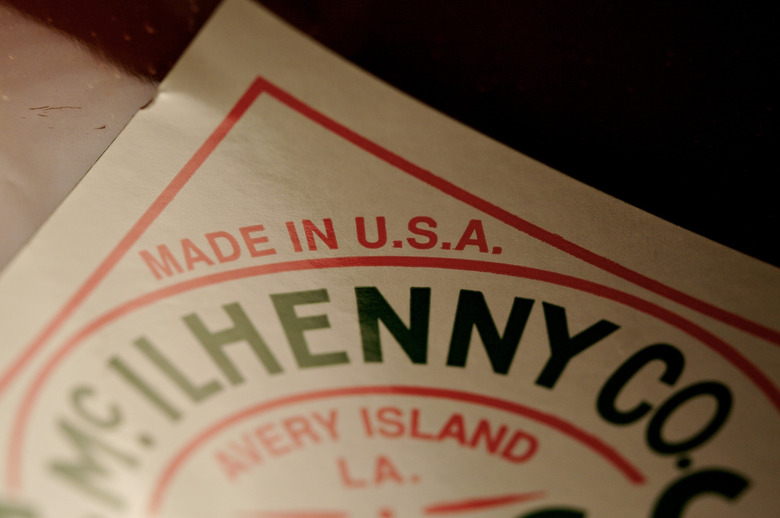 MADE IN U.S.A.
McILHENNY CO.
AVERY ISLAND
LA.